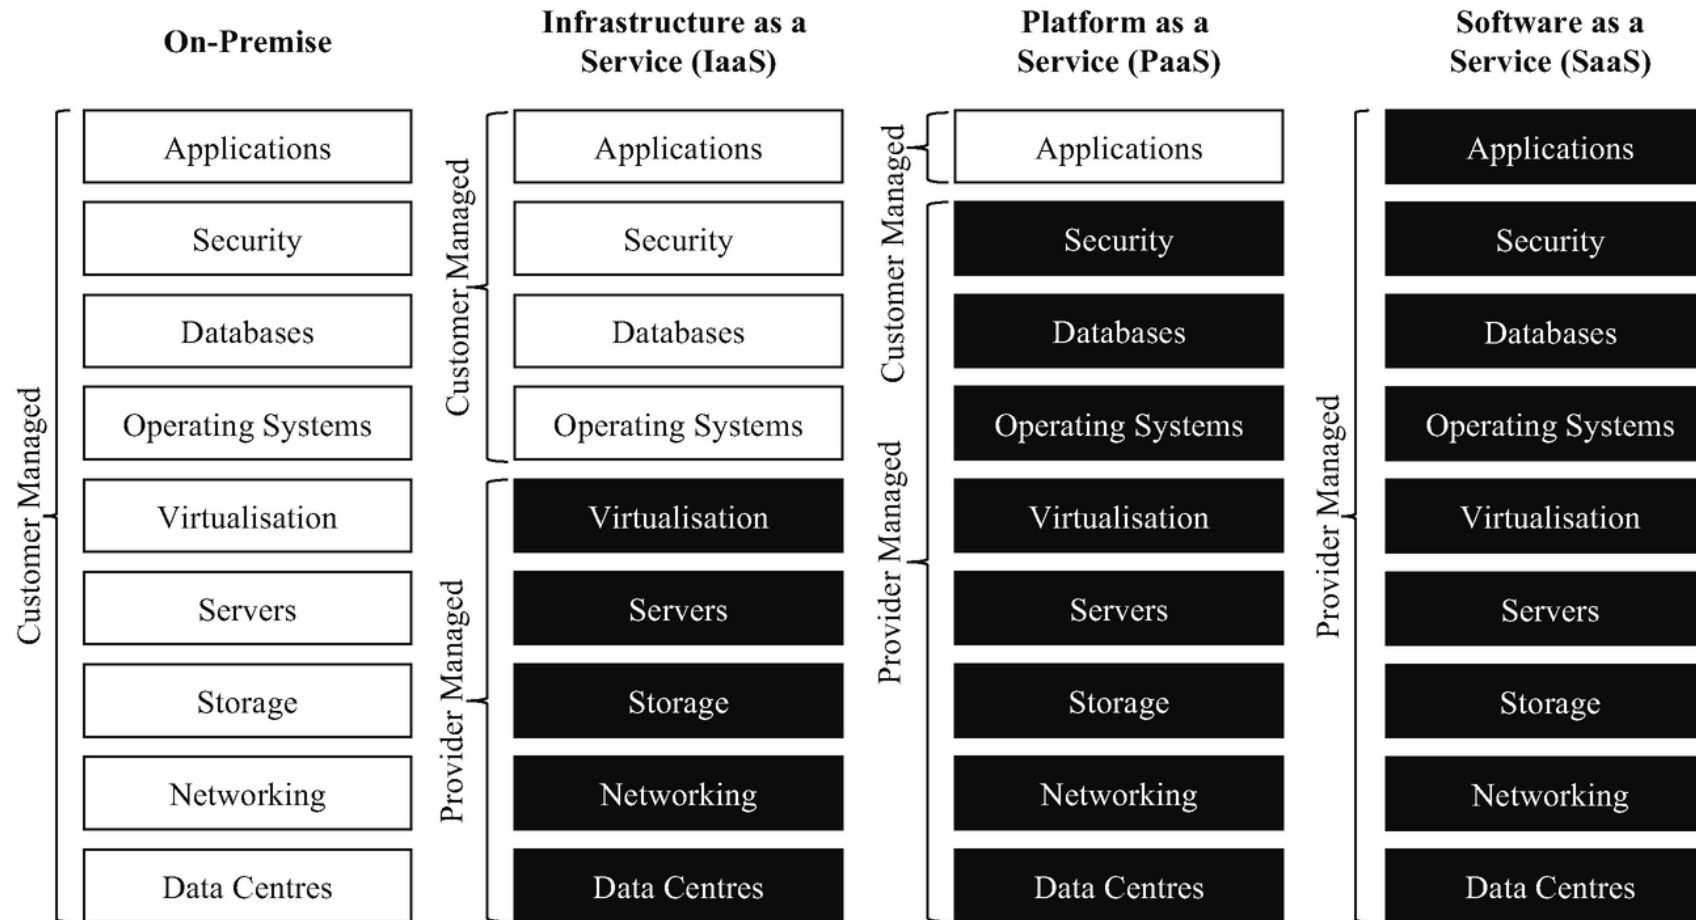 On-Premise
Customer Managed
Applications
Security
Databases
Operating Systems
Virtualisation
Servers
Storage
Networking
Data Centres
Infrastructure as a
Service (IaaS)
Customer Managed
Provider Managed
Applications
Security
Databases
Operating Systems
Virtualisation
Servers
Storage
Networking
Data Centres
Platform as a
Service (PaaS)
Customer Managed
Provider Managed
Applications
Security
Databases
Operating Systems
Virtualisation
Servers
Storage
Networking
Data Centres
Software as a
Service (SaaS)
Provider Managed
Applications
Security
Databases
Operating Systems
Virtualisation
Servers
Storage
Networking
Data Centres